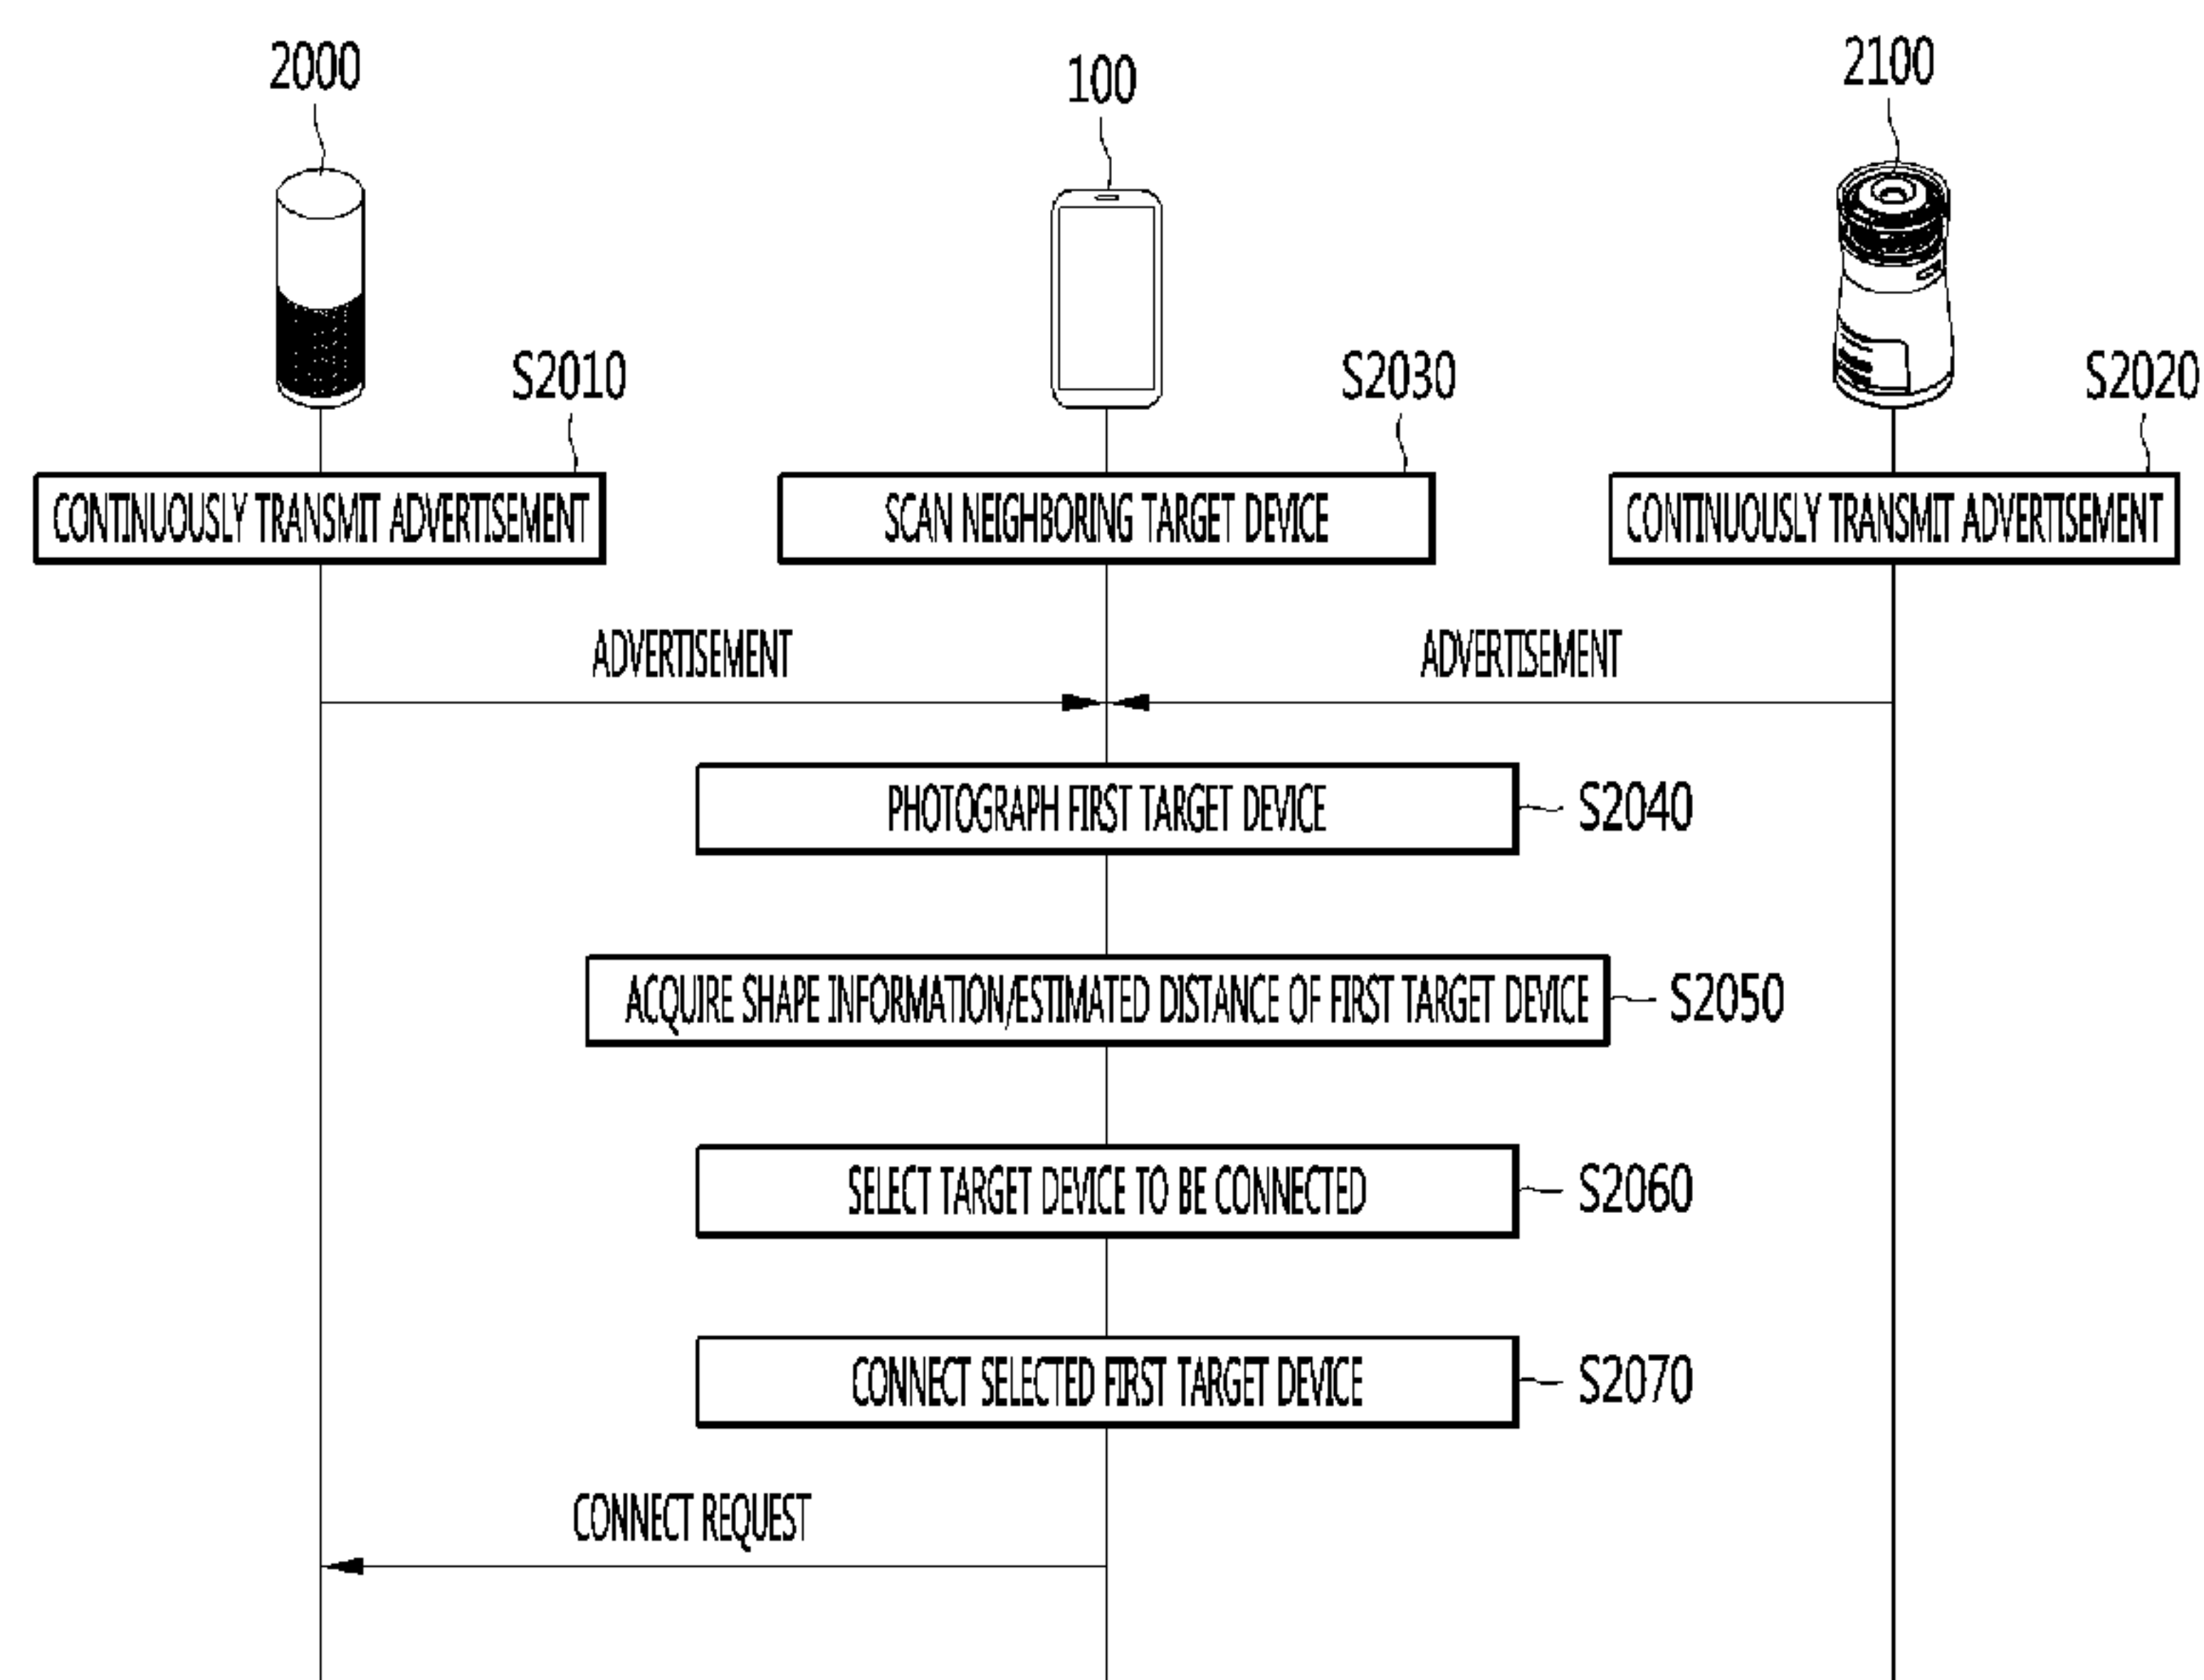 2000
100
2100
S2010
S2030
S2020
CONTINUOUSLY TRANSMIT ADVERTISEMENT
SCAN NEIGHBORING TARGET DEVICE
CONTINUOUSLY TRANSMIT ADVERTISEMENT
ADVERTISEMENT
ADVERTISEMENT
PHOTOGRAPH FIRST TARGET DEVICE
S2040
ACQUIRE SHAPE INFORMATION/ESTIMATED DISTANCE OF FIRST TARGET DEVICE
S2050
SELECT TARGET DEVICE TO BE CONNECTED
S2060
CONNECT SELECTED FIRST TARGET DEVICE
S2070
CONNECT REQUEST